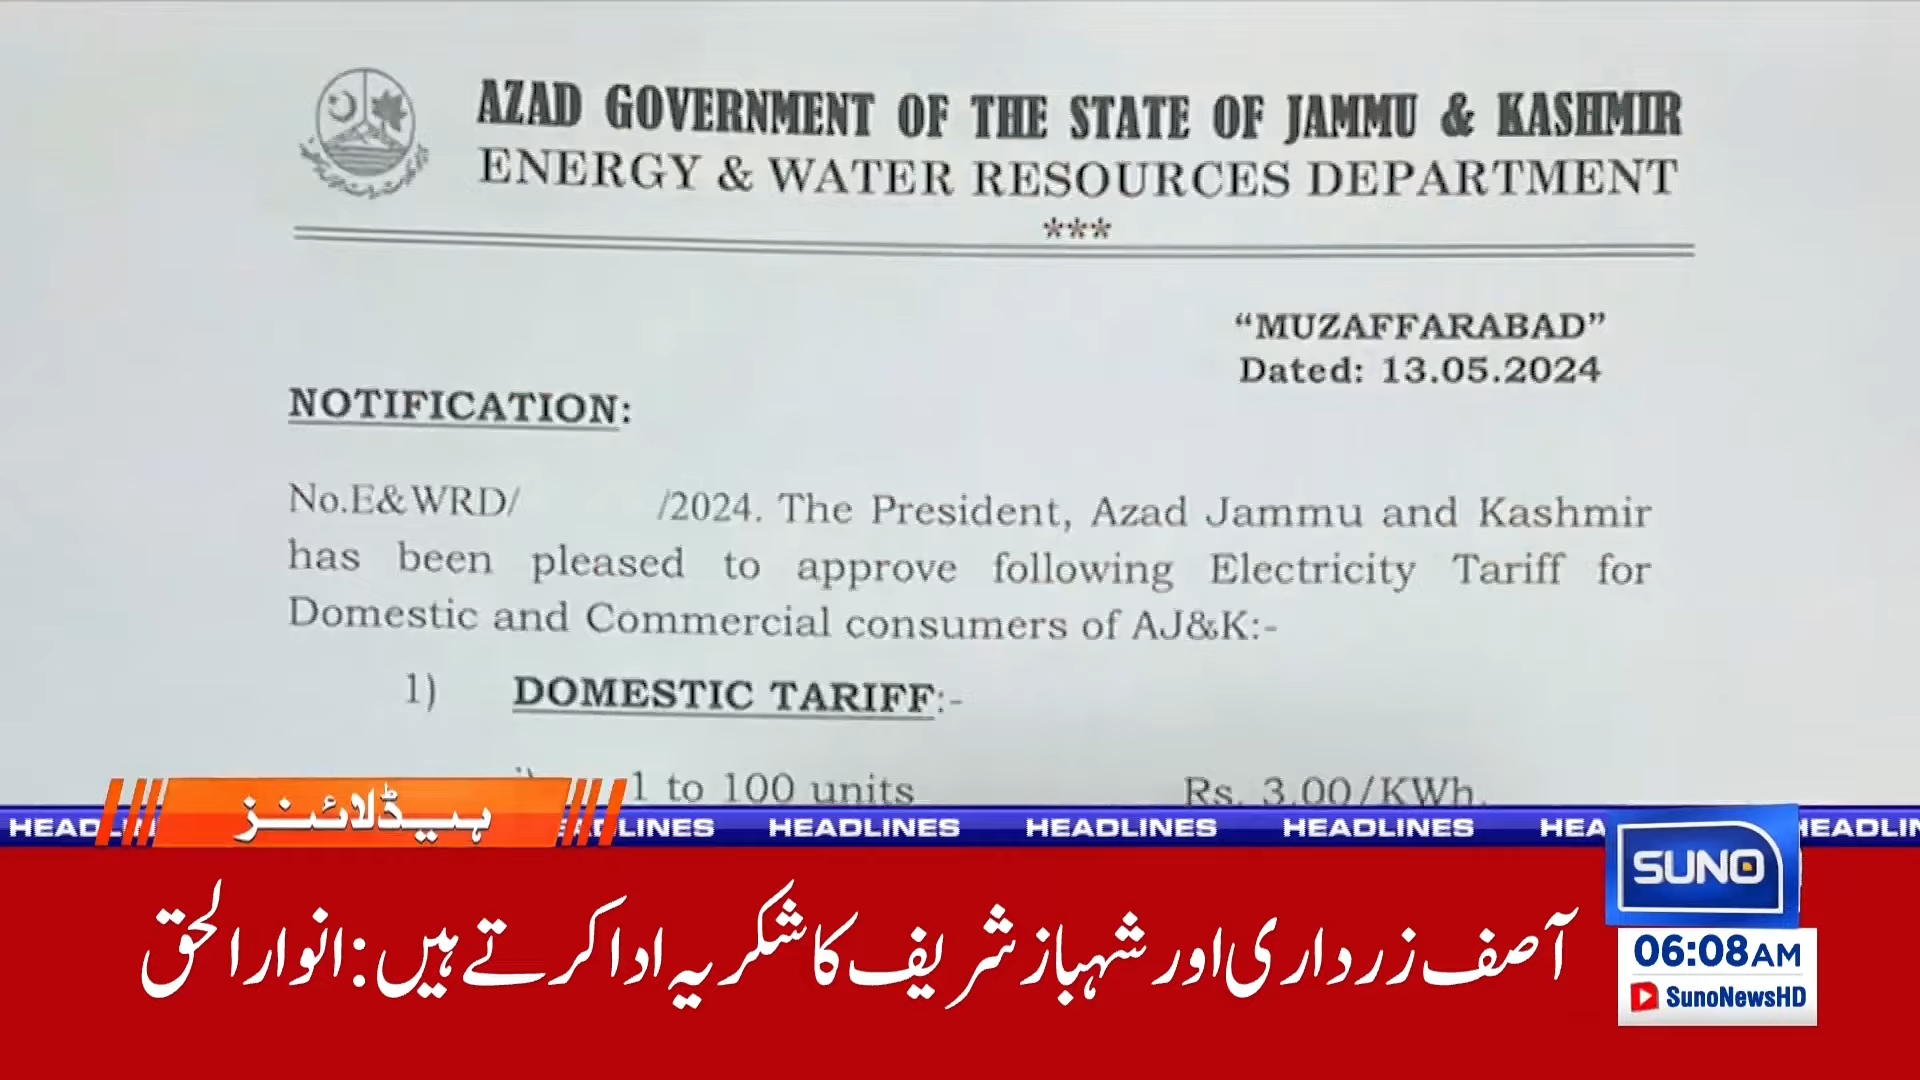 AZAD GOVERNMENT OF THE STATE OF JAMMU & KASHMIR
ENERGY & WATER RESOURCES DEPARTMENT
***
“MUZAFFARABAD”
Dated: 13.05.2024
NOTIFICATION:
No.E&WRD/ /2024. The President, Azad Jammu and Kashmir
has been pleased to approve following Electricity Tariff for
Domestic and Commercial consumers of AJ&K:-
1) DOMESTIC TARIFF:-
1 to 100 units Rs. 3.00/KWh.
HEADLINES HEADLINES HEADLINES
ہیڈلائنز
SUNO
آصف زرداری اور شہباز شریف کا شکریہ ادا کرتے ہیں: انوار الحق
06:08AM
SunoNewsHD